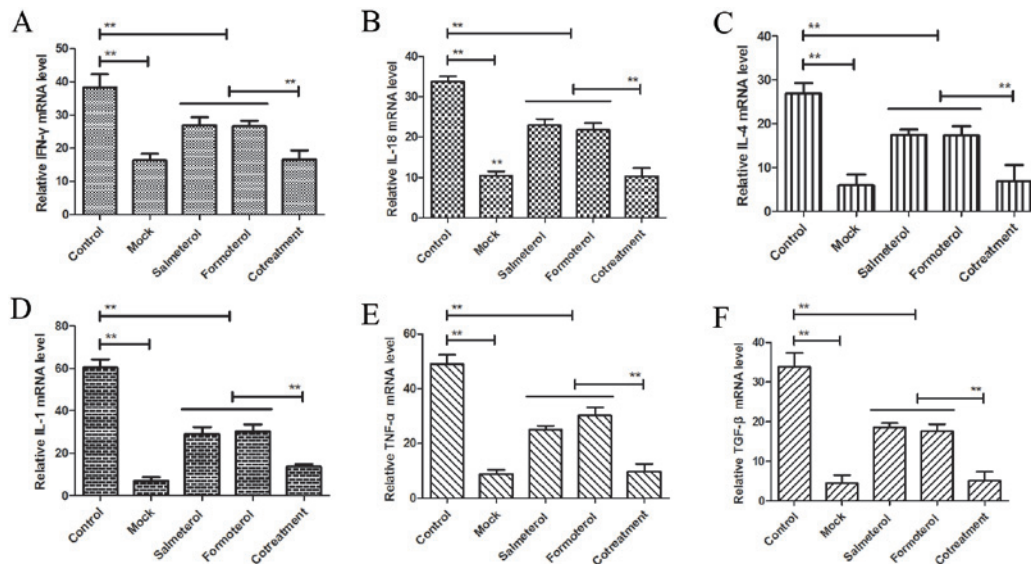 A
Relative IFN-γ mRNA level
50
40
30
20
10
0
**
**
**
Control
Mock
Salmeterol
Formoterol
Cotreatment
B
Relative IL-18 mRNA level
40
30
20
10
0
**
**
**
**
Control
Mock
Salmeterol
Formoterol
Cotreatment
C
Relative IL-4 mRNA level
40
30
20
10
0
**
**
**
Control
Mock
Salmeterol
Formoterol
Cotreatment
D
Relative IL-1 mRNA level
80
60
40
20
0
**
**
**
Control
Mock
Salmeterol
Formoterol
Cotreatment
E
Relative TNF-α mRNA level
60
40
20
0
**
**
**
Control
Mock
Salmeterol
Formoterol
Cotreatment
F
Relative TGF-β mRNA level
40
30
20
10
0
**
**
**
Control
Mock
Salmeterol
Formoterol
Cotreatment